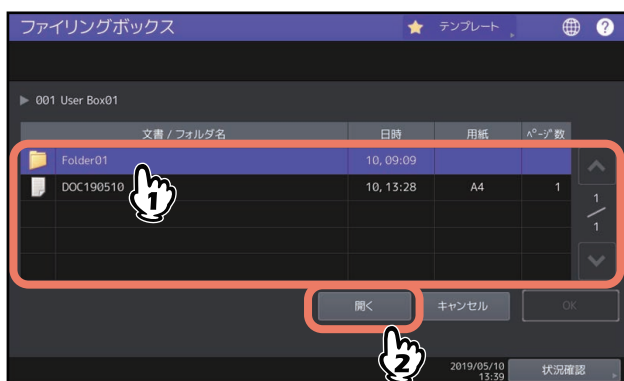 ファイリングボックス テンプレート ?
001 User Box01
文書 / フォルダ名 日時 用紙 ﾍﾟｰｼﾞ数
Folder01 10, 09:09
DOC190510 10, 13:28 A4 1
1
1
1
開く キャンセル OK
2
2019/05/10
13:39 状況確認